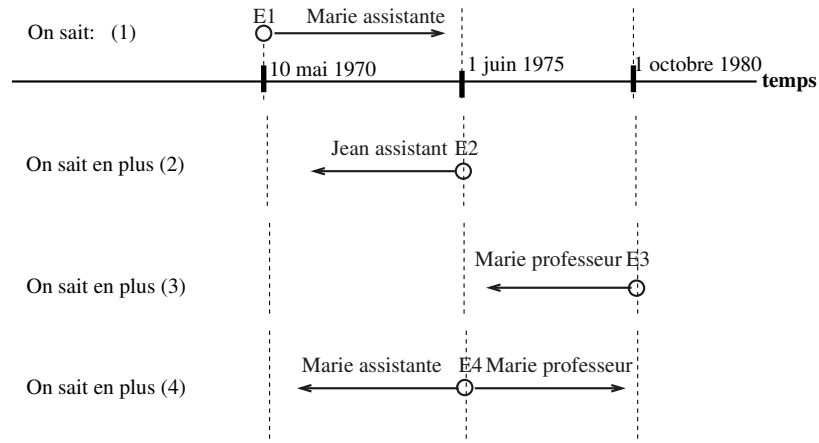 E1 Marie assistante
On sait: (1)
10 mai 1970 1 juin 1975 1 octobre 1980
temps
Jean assistant E2
On sait en plus (2)
Marie professeur E3
On sait en plus (3)
Marie assistante E4 Marie professeur
On sait en plus (4)